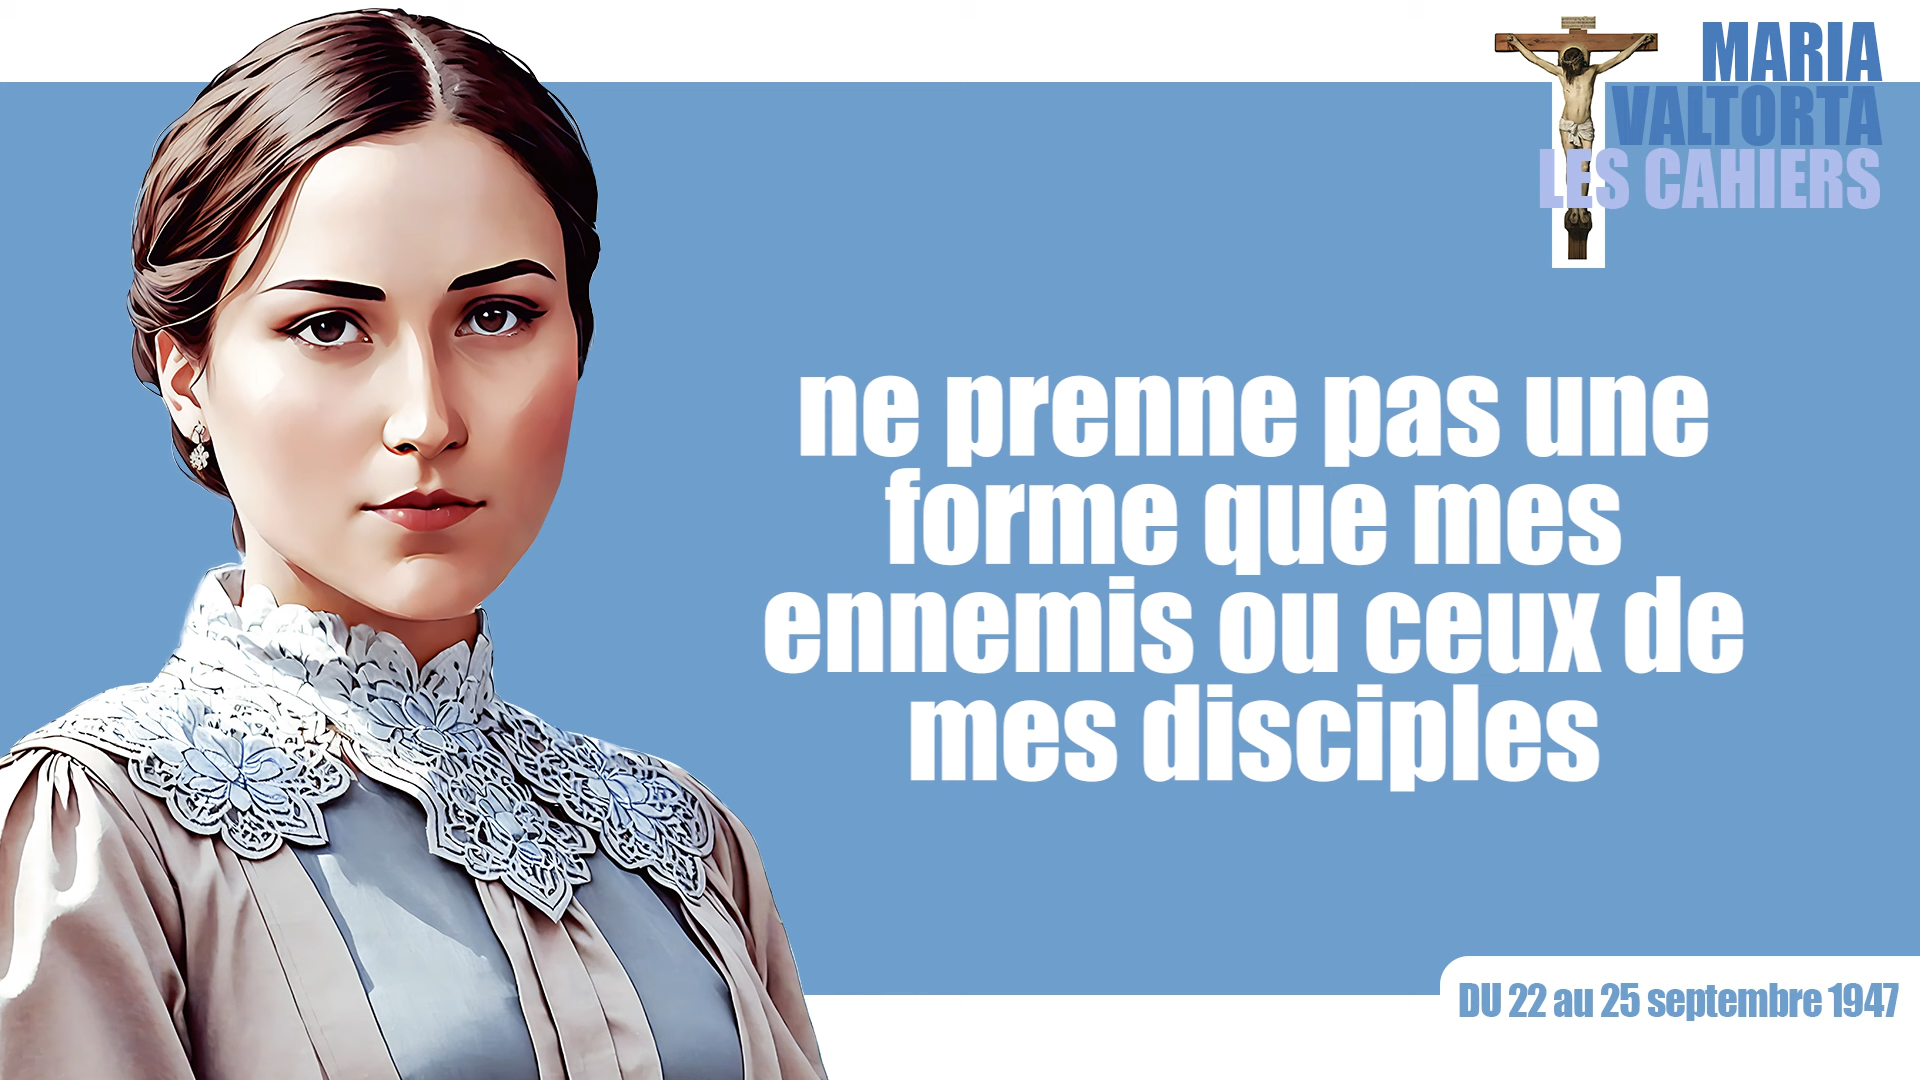 MARIA
VALTORTA
LES CAHIERS
ne prenne pas une
forme que mes
ennemis ou ceux de
mes disciples
DU 22 au 25 septembre 1947